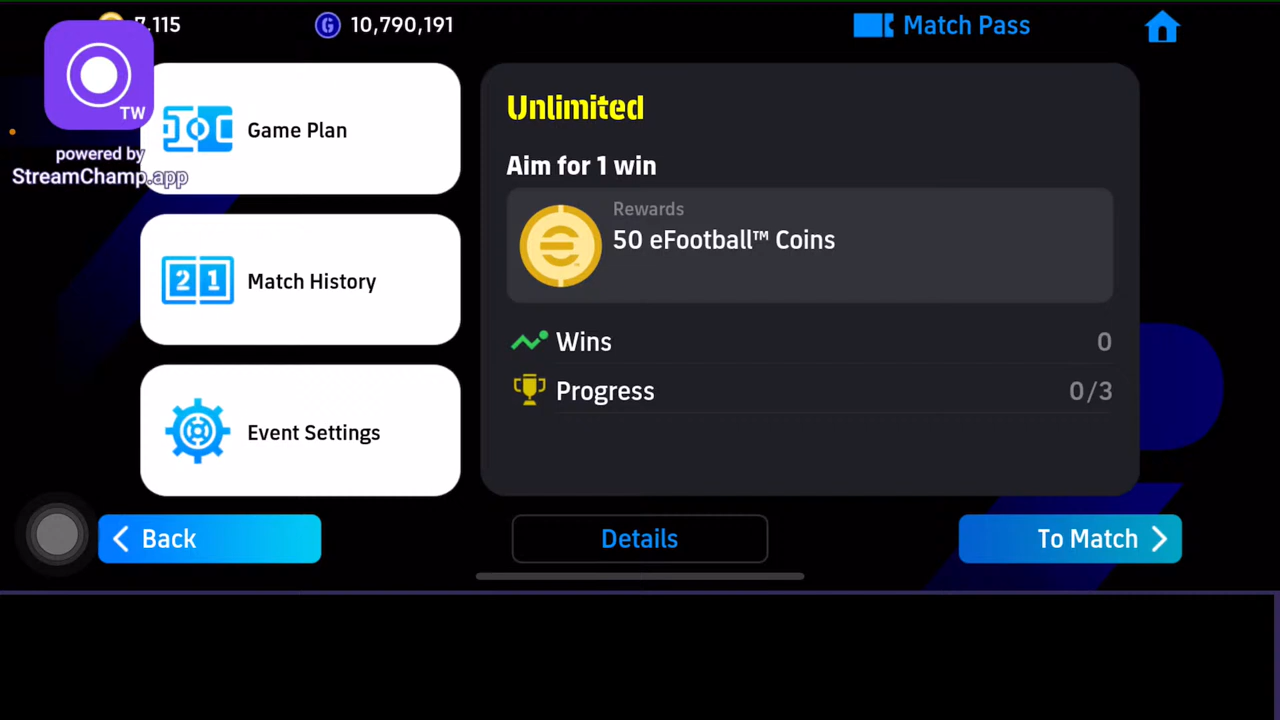 7,115
10,790,191
Match Pass
TW
powered by
StreamChamp.app
Game Plan
Match History
Event Settings
Unlimited
Aim for 1 win
Rewards
50 eFootball™ Coins
Wins 0
Progress 0/3
Back
Details
To Match